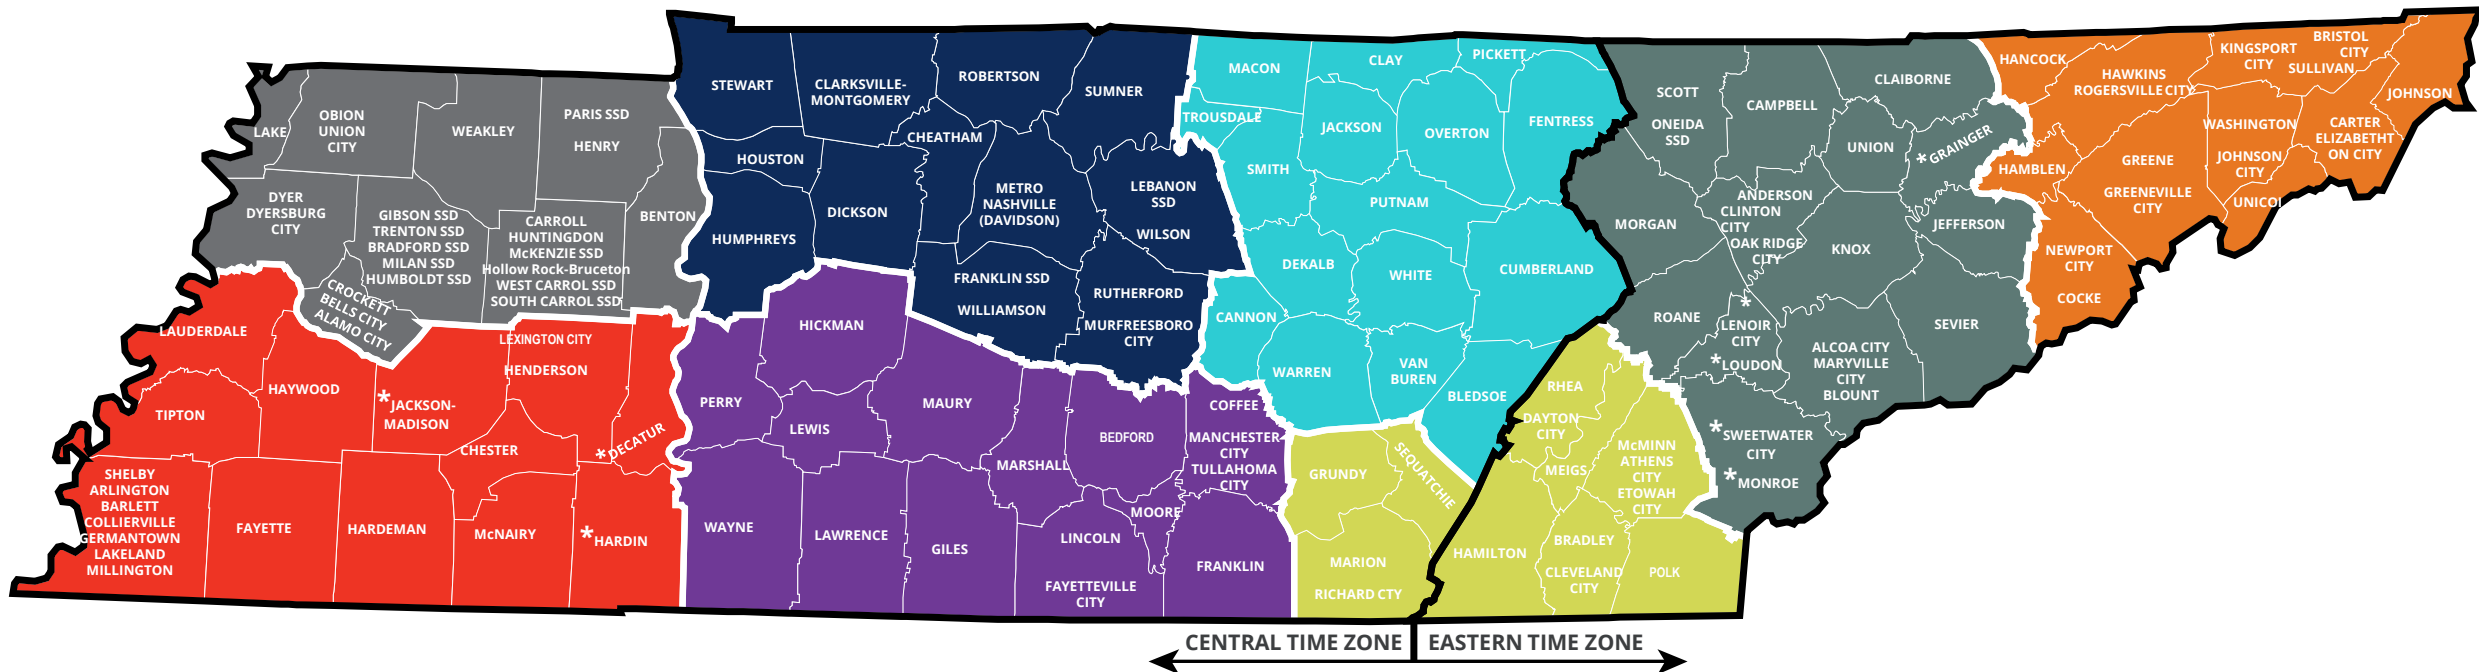 LAKE
OBION
UNION
CITY
WEAKLEY
PARIS SSD
HENRY
DYER
DYERSBURG
CITY
GIBSON SSD
TRENTON SSD
BRADFORD SSD
MILAN SSD
HUMBOLDT SSD
CARROLL
HUNTINGDON
McKENZIE SSD
Hollow Rock-Bruceton
WEST CARROL SSD
SOUTH CARROL SSD
BENTON
CROCKETT
BELLS CITY
ALAMO CITY
LAUDERDALE
HAYWOOD
TIPTON
*JACKSON-
MADISON
LEXINGTON CITY
HENDERSON
CHESTER
*DECATUR
SHELBY
ARLINGTON
BARLETT
COLLIERVILLE
GERMANTOWN
LAKELAND
MILLINGTON
FAYETTE
HARDEMAN
McNAIRY
*HARDIN
STEWART
CLARKSVILLE-
MONTGOMERY
ROBERTSON
SUMNER
HOUSTON
CHEATHAM
HUMPHREYS
DICKSON
METRO
NASHVILLE
(DAVIDSON)
LEBANON
SSD
WILSON
FRANKLIN SSD
WILLIAMSON
RUTHERFORD
MURFREESBORO
CITY
HICKMAN
PERRY
LEWIS
MAURY
MARSHALL
BEDFORD
COFFEE
MANCHESTER
CITY
TULLAHOMA
CITY
WAYNE
LAWRENCE
GILES
MOORE
LINCOLN
FAYETTEVILLE
CITY
FRANKLIN
MACON
CLAY
PICKETT
TROUSDALE
JACKSON
OVERTON
FENTRESS
SMITH
PUTNAM
DEKALB
WHITE
CUMBERLAND
CANNON
WARREN
VAN
BUREN
BLEDSOE
GRUNDY
SEQUATCHIE
MARION
RICHARD CTY
RHEA
DAYTON
CITY
MEIGS
McMINN
ATHENS
CITY
ETOWAH
CITY
HAMILTON
BRADLEY
CLEVELAND
CITY
POLK
SCOTT
ONEIDA
SSD
CAMPBELL
CLAIBORNE
UNION
*GRAINGER
MORGAN
ANDERSON
CLINTON
CITY
OAK RIDGE
CITY
KNOX
JEFFERSON
ROANE
*
LENOIR
CITY
*LOUDON
ALCOA CITY
MARYVILLE
CITY
BLOUNT
SEVIER
*SWEETWATER
CITY
*MONROE
HANCOCK
HAWKINS
ROGERSVILLE CITY
KINGSPORT
CITY
BRISTOL
CITY
SULLIVAN
JOHNSON
HAMBLEN
GREENE
GREENEVILLE
CITY
WASHINGTON
JOHNSON
CITY
CARTER
ELIZABETHT
ON CITY
UNICOI
NEWPORT
CITY
COCKE
CENTRAL TIME ZONE
EASTERN TIME ZONE